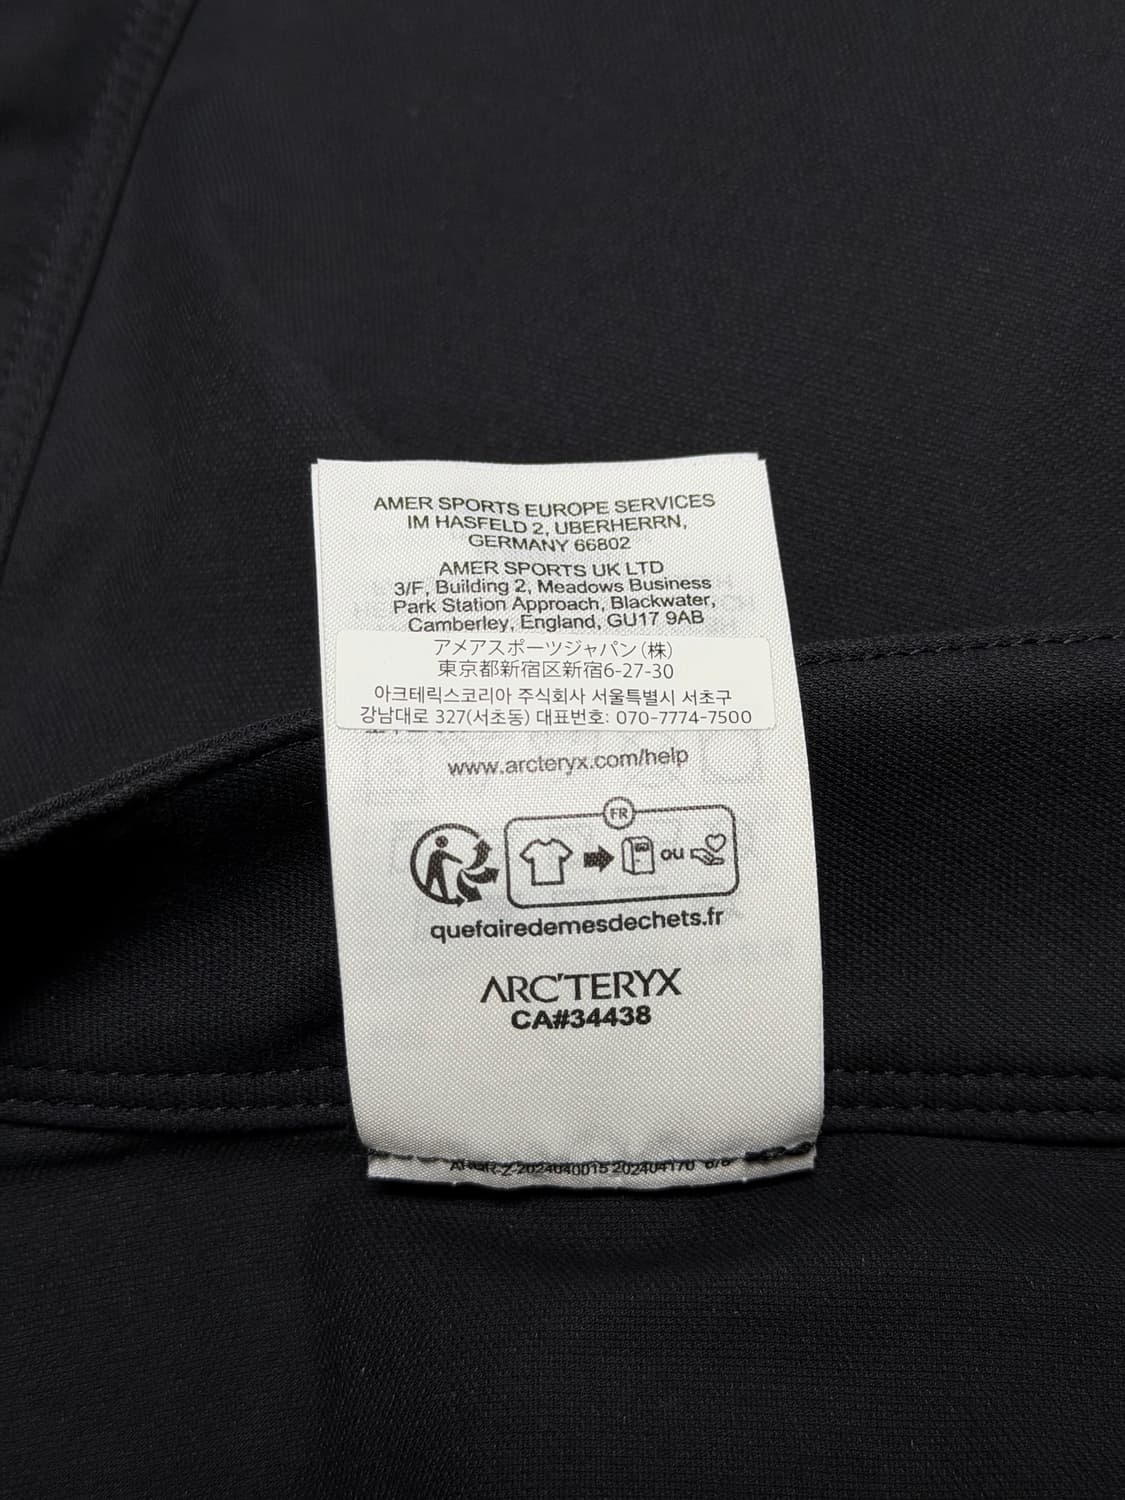 AMER SPORTS EUROPE SERVICES
IM HASFELD 2, UBERHERRN,
GERMANY 66802
AMER SPORTS UK LTD
3/F, Building 2, Meadows Business
Park Station Approach, Blackwater,
Camberley, England, GU17 9AB
アメアスポーツジャパン(株)
東京都新宿区新宿6-27-30
아크테릭스코리아 주식회사 서울특별시 서초구
강남대로 327(서초동) 대표번호: 070-7774-7500
www.arcteryx.com/help
FR
ou
quefairedemesdechets.fr
ARC'TERYX
CA#34438
2024040015 202404170